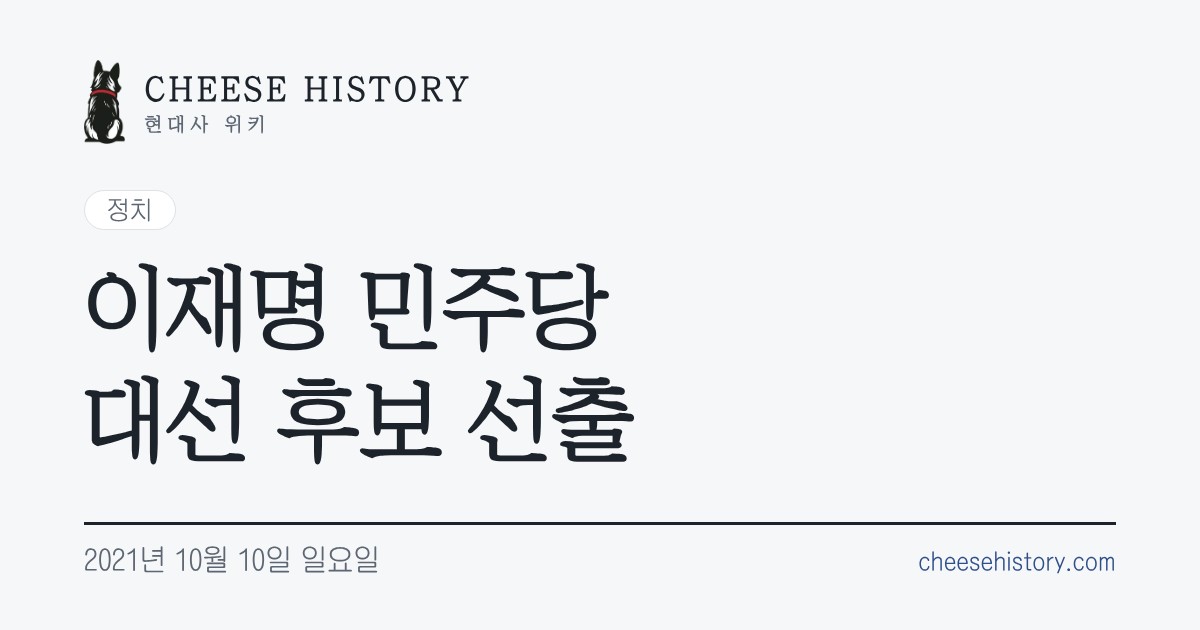 CHEESE HISTORY
현대사 위키
정치
이재명 민주당
대선 후보 선출
2021년 10월 10일 일요일
cheesehistory.com